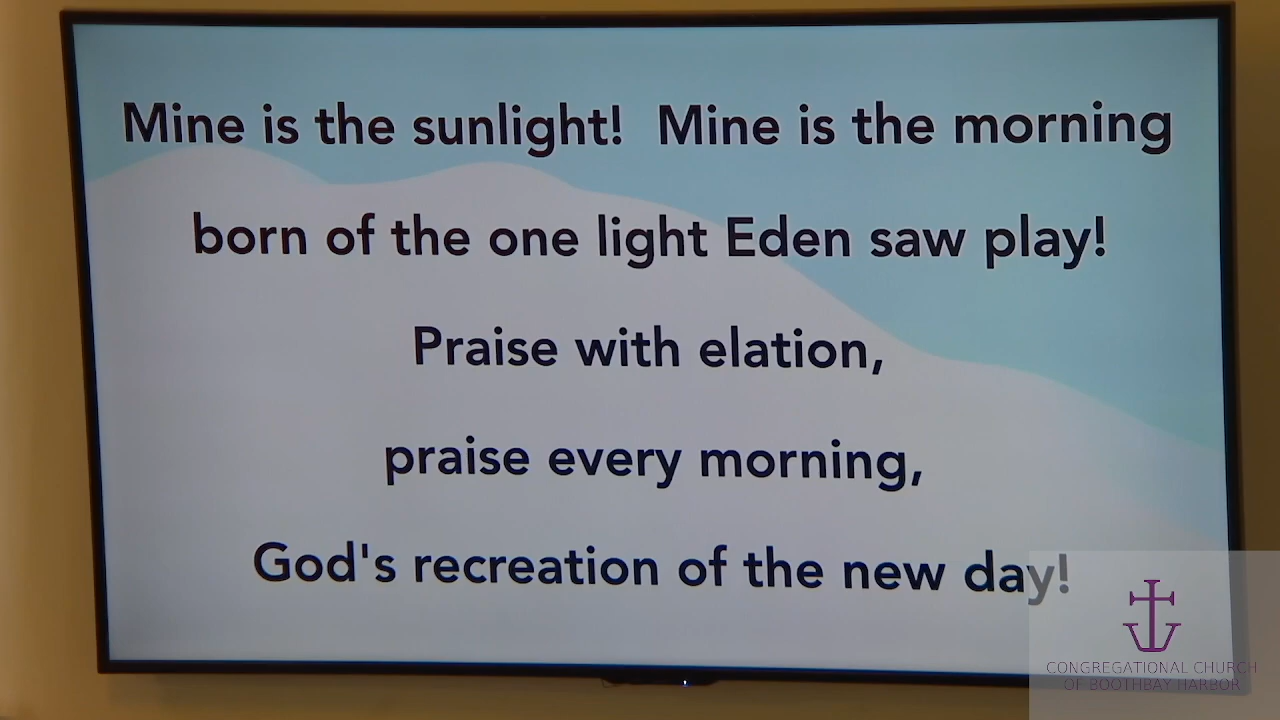 Mine is the sunlight!  Mine is the morning
born of the one light Eden saw play!
Praise with elation,
praise every morning,
God's recreation of the new day!
CONGREGATIONAL CHURCH
OF BOOTHBAY HARBOR